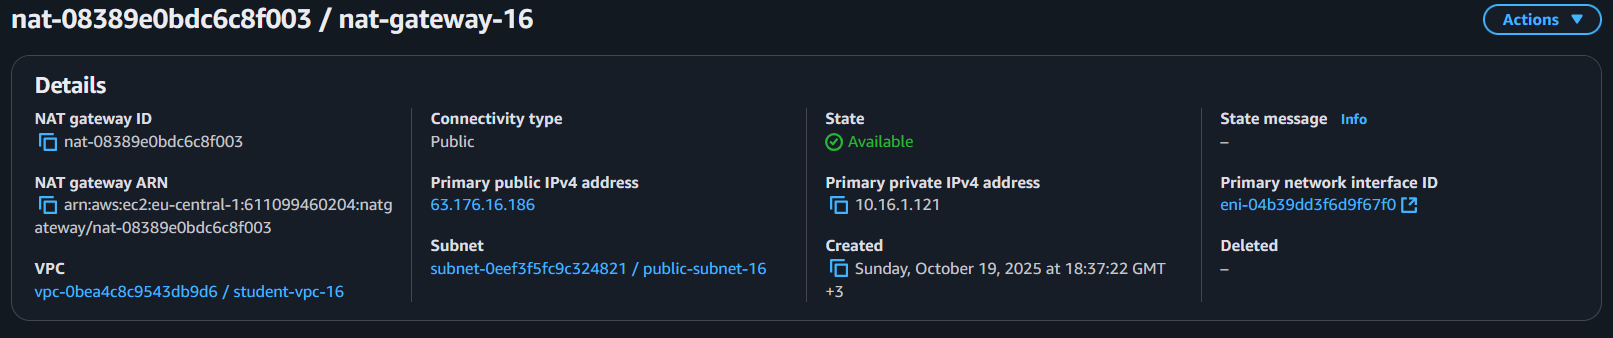 nat-08389e0bdc6c8f003 / nat-gateway-16
Actions
Details
NAT gateway ID
nat-08389e0bdc6c8f003
NAT gateway ARN
arn:aws:ec2:eu-central-1:611099460204:natg
ateway/nat-08389e0bdc6c8f003
VPC
vpc-0bea4c8c9543db9d6 / student-vpc-16
Connectivity type
Public
Primary public IPv4 address
63.176.16.186
Subnet
subnet-0eef3f5fc9c324821 / public-subnet-16
State
Available
Primary private IPv4 address
10.16.1.121
Created
Sunday, October 19, 2025 at 18:37:22 GMT
+3
State message Info
–
Primary network interface ID
eni-04b39dd3f6d9f67f0
Deleted
–